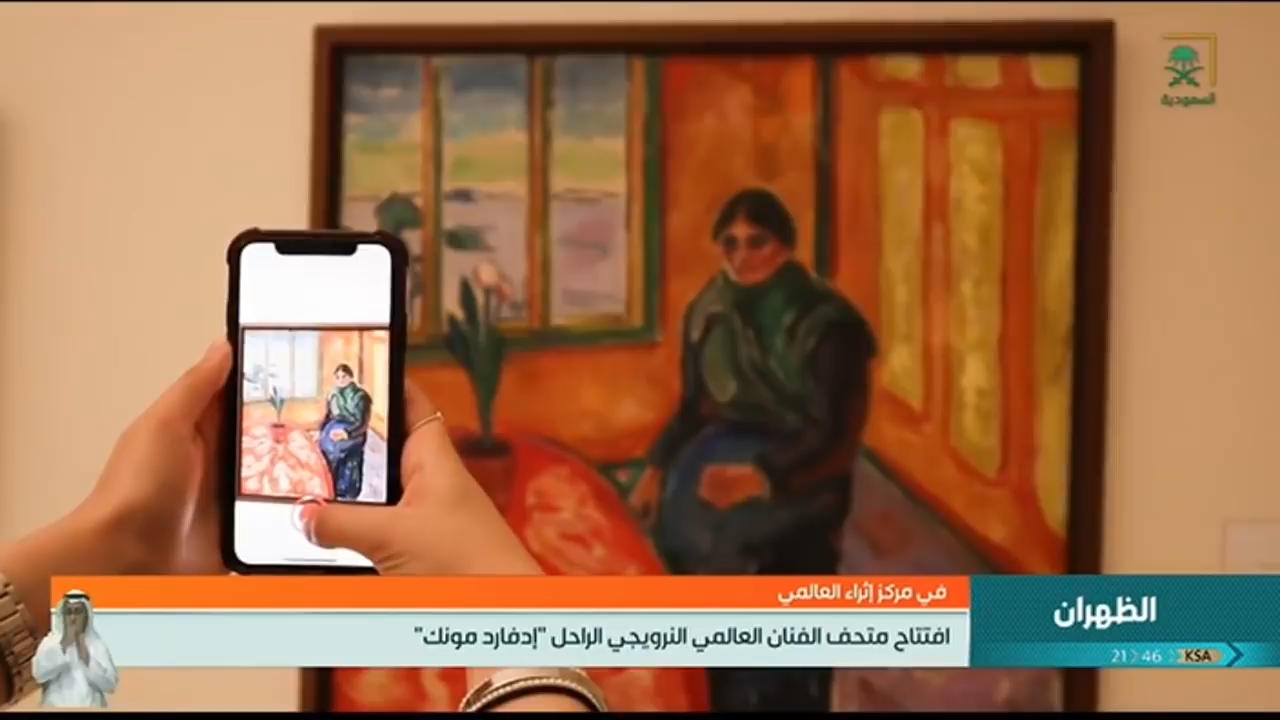 السعودية
في مركز إثراء العالمي
الظهران
افتتاح متحف الفنان العالمي النرويجي الراحل "إدفارد مونك"
21 46 KSA